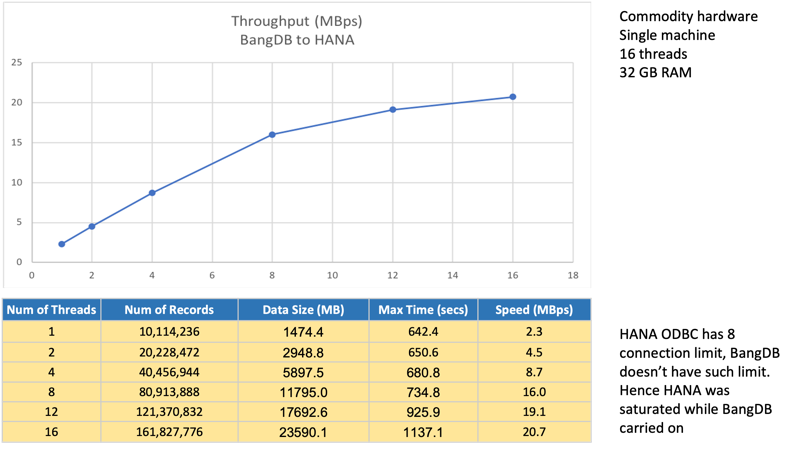 Throughput (MBps)
BangDB to HANA
25
20
15
10
5
0
0 2 4 6 8 10 12 14 16 18
Commodity hardware
Single machine
16 threads
32 GB RAM
Num of Threads Num of Records Data Size (MB) Max Time (secs) Speed (MBps)
1 10,114,236 1474.4 642.4 2.3
2 20,228,472 2948.8 650.6 4.5
4 40,456,944 5897.5 680.8 8.7
8 80,913,888 11795.0 734.8 16.0
12 121,370,832 17692.6 925.9 19.1
16 161,827,776 23590.1 1137.1 20.7
HANA ODBC has 8
connection limit, BangDB
doesn’t have such limit.
Hence HANA was
saturated while BangDB
carried on